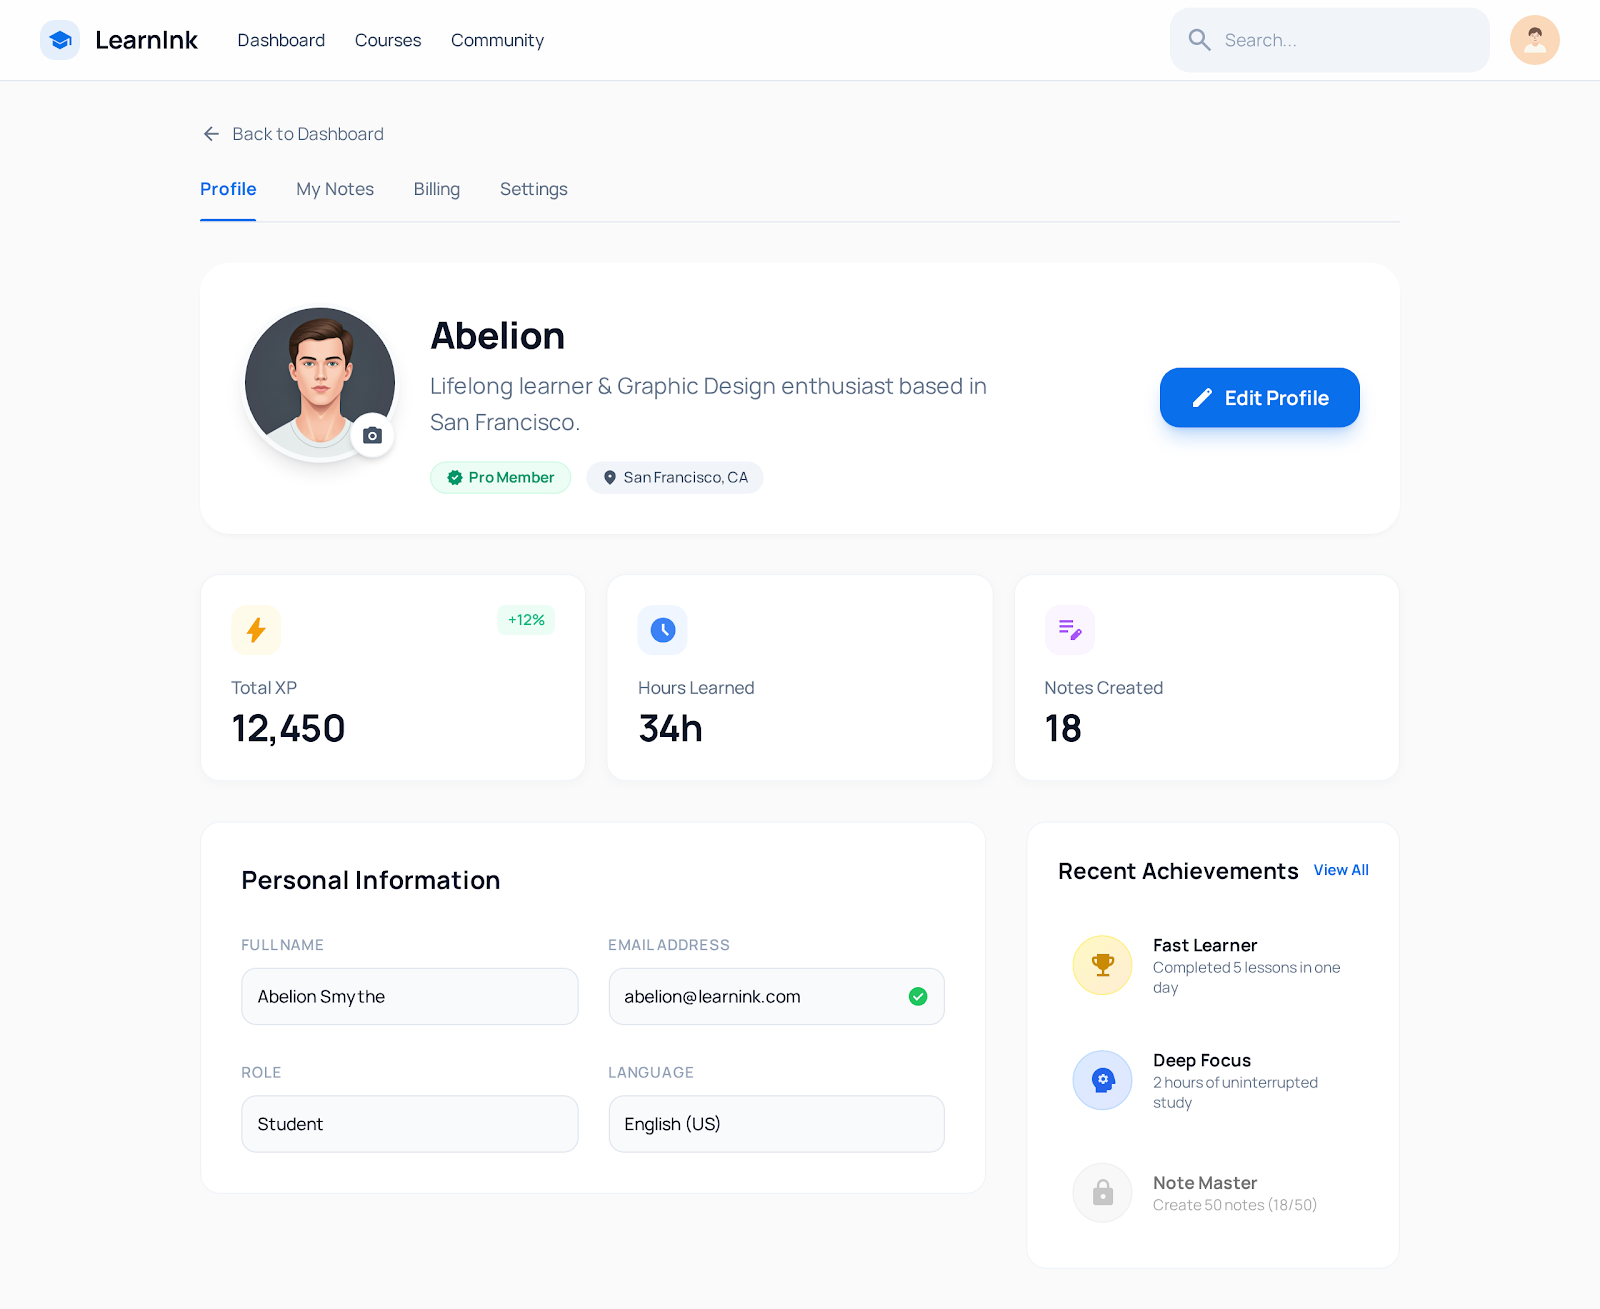 LearnInk
Dashboard
Courses
Community
Search...
Back to Dashboard
Profile
My Notes
Billing
Settings
Abelion
Lifelong learner & Graphic Design enthusiast based in
San Francisco.
Edit Profile
Pro Member
San Francisco, CA
+12%
Total XP
12,450
Hours Learned
34h
Notes Created
18
Personal Information
FULL NAME
EMAIL ADDRESS
Abelion Smythe
abelion@learnink.com
ROLE
LANGUAGE
Student
English (US)
Recent Achievements
View All
Fast Learner
Completed 5 lessons in one
day
Deep Focus
2 hours of uninterrupted
study
Note Master
Create 50 notes (18/50)